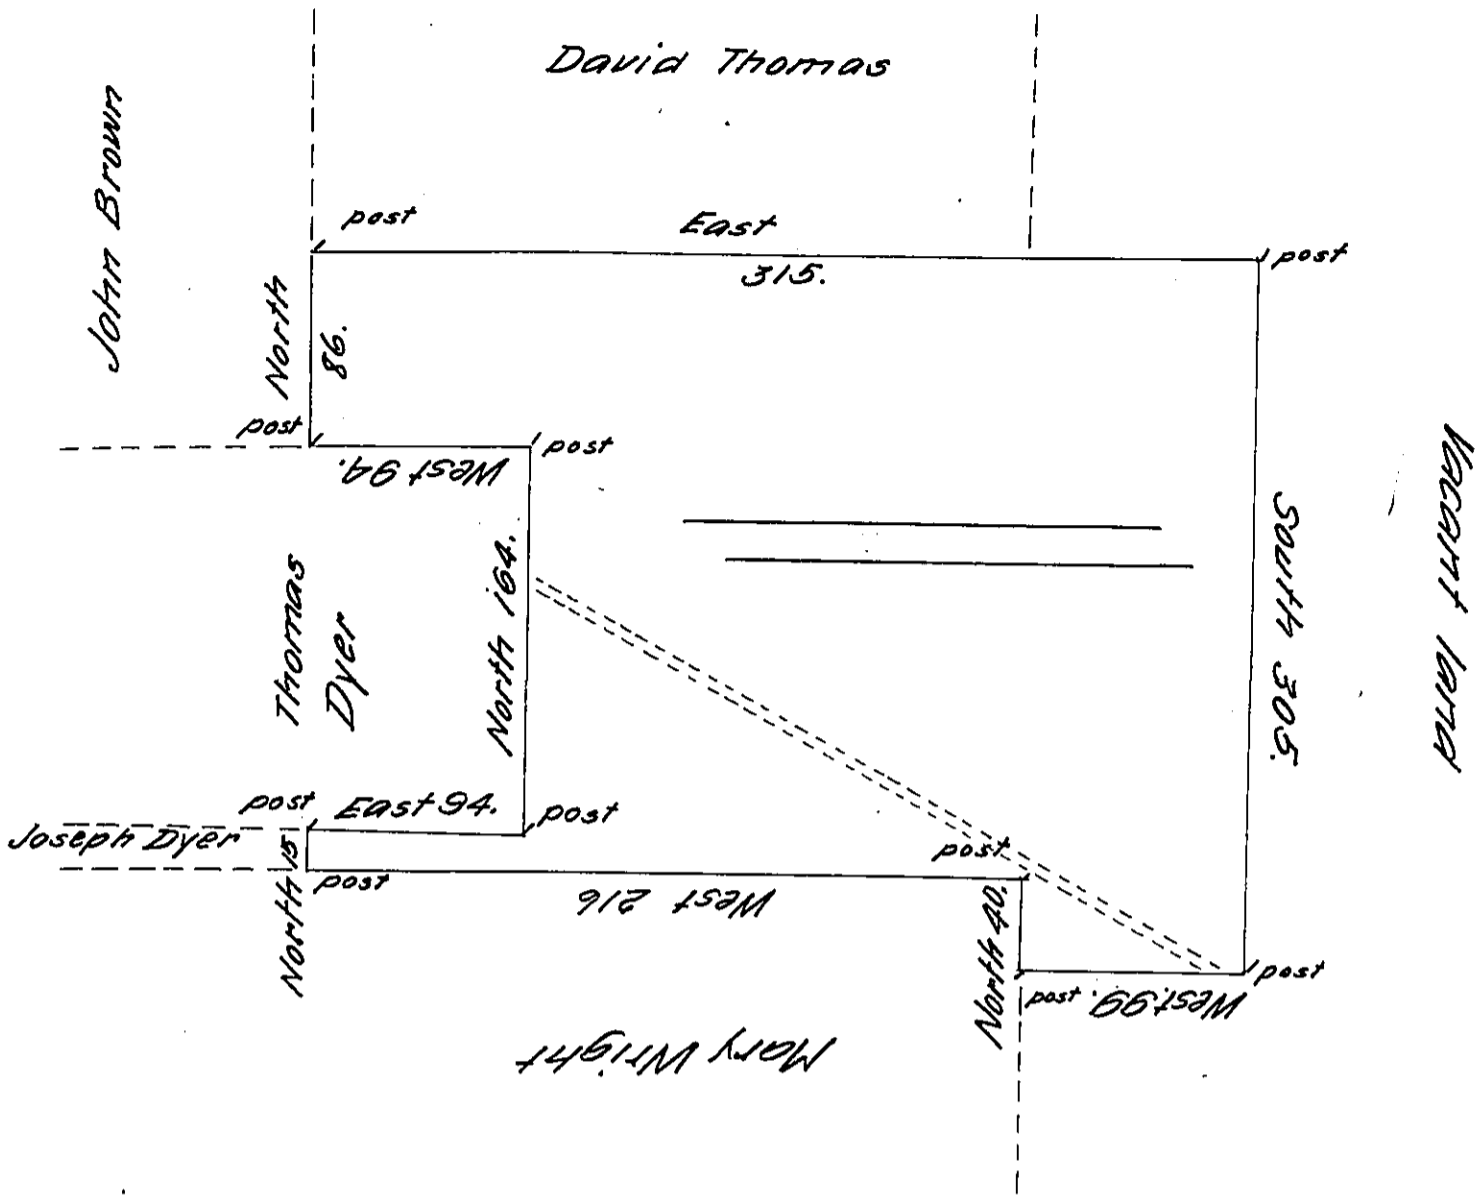 David Thomas
John Brown
post
East
315.
post
North
86.
post
West 94.
post
Vacant land
South 305.
North 164.
Thomas
Dyer
post
East 94.
post
Joseph Dyer
North 15
post
West 216
post
North 40.
post
West. 99.
post
Mary Wright